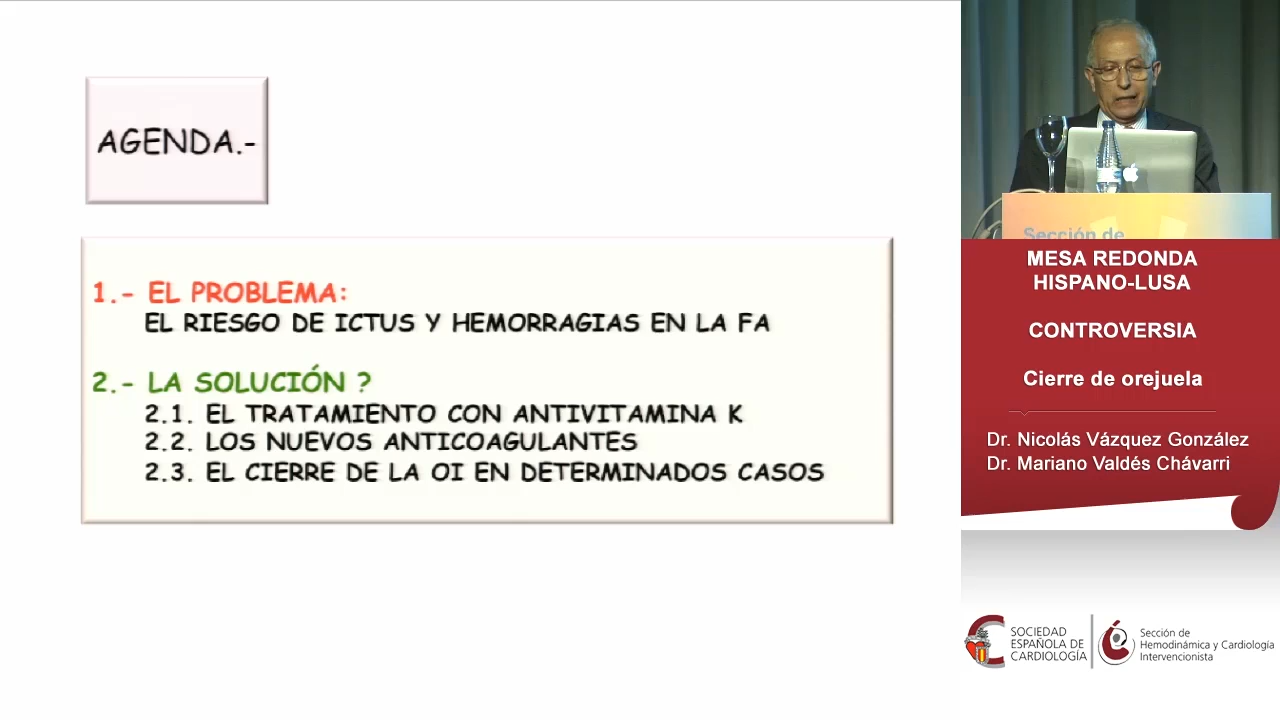 AGENDA.-
1.- EL PROBLEMA:
EL RIESGO DE ICTUS Y HEMORRAGIAS EN LA FA
2.- LA SOLUCIÓN ?
2.1. EL TRATAMIENTO CON ANTIVITAMINA K
2.2. LOS NUEVOS ANTICOAGULANTES
2.3. EL CIERRE DE LA OI EN DETERMINADOS CASOS
Sección de
MESA REDONDA
HISPANO-LUSA
CONTROVERSIA
Cierre de orejuela
Dr. Nicolás Vázquez González
Dr. Mariano Valdés Chávarri
SOCIEDAD
ESPAÑOLA DE
CARDIOLOGÍA
Sección de
Hemodinámica y Cardiología
Intervencionista